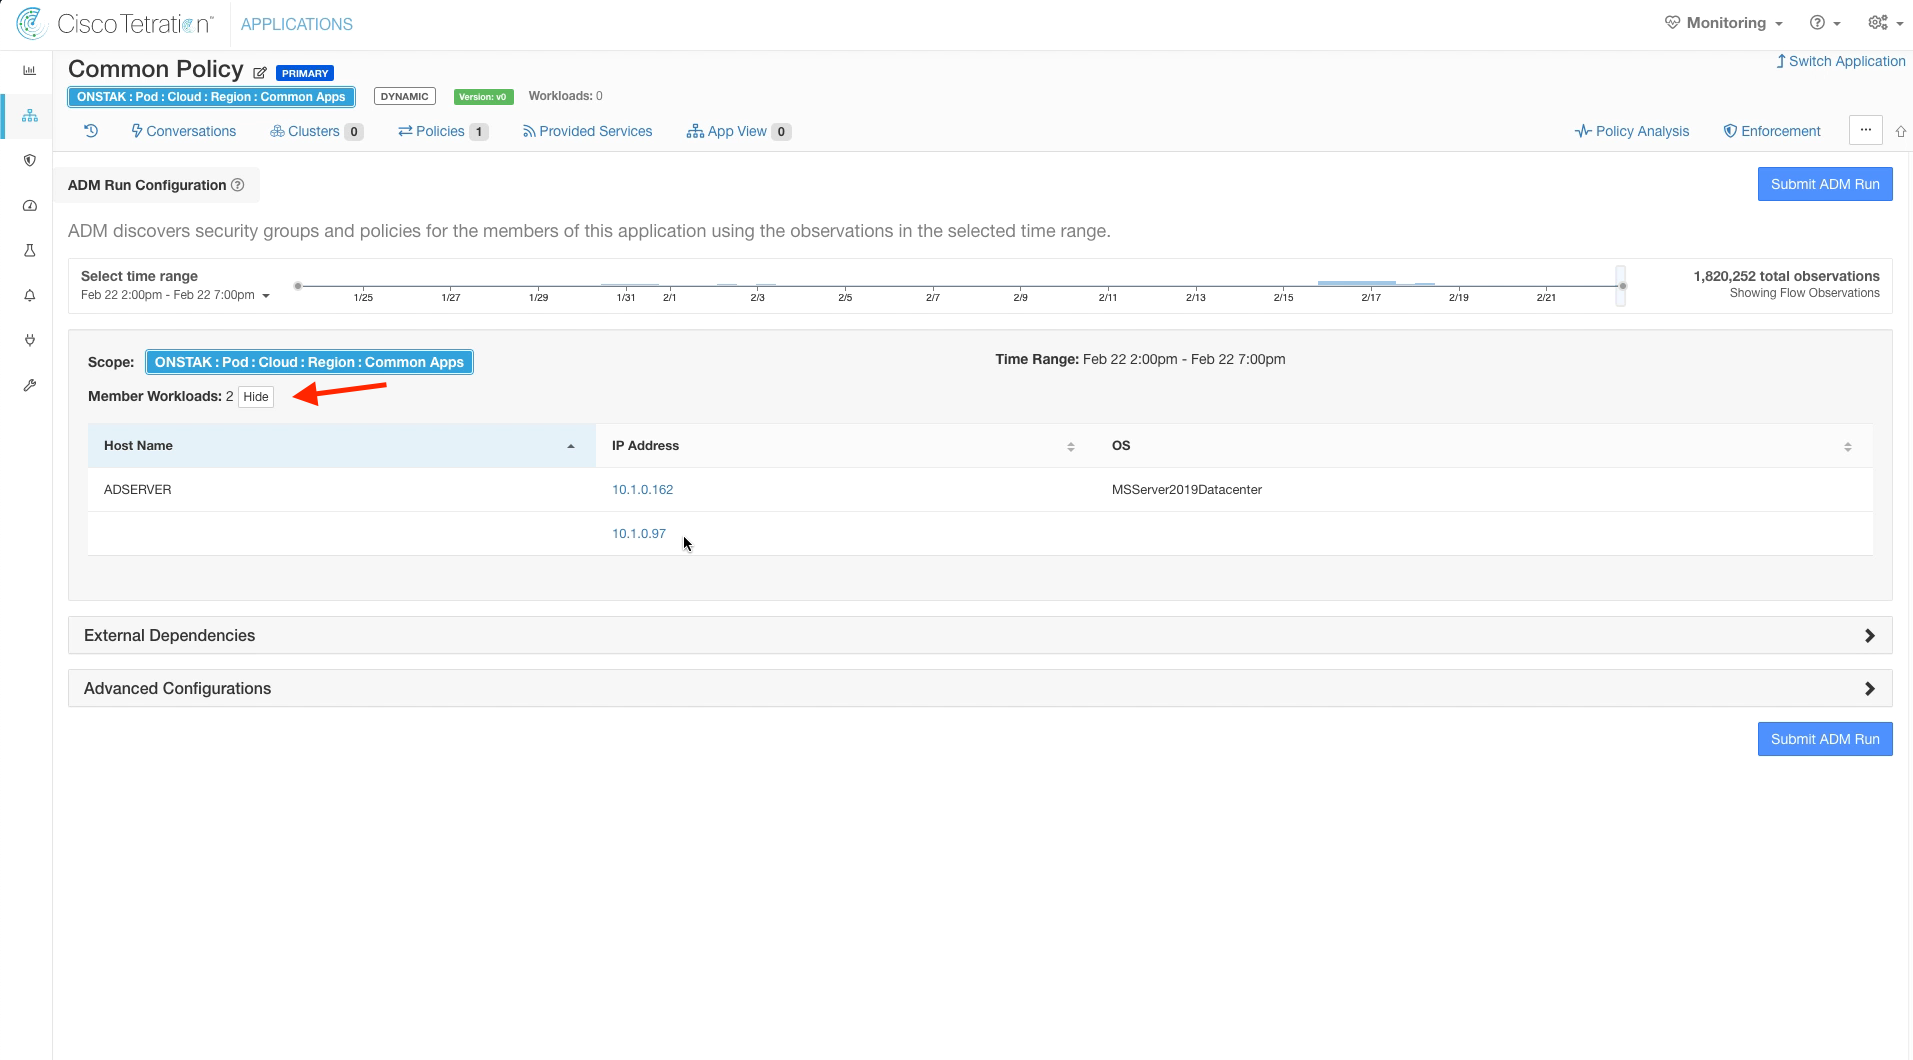 Cisco Tetration™ APPLICATIONS Monitoring
Common Policy PRIMARY Switch Application
ONSTAK : Pod : Cloud : Region : Common Apps DYNAMIC Version: v0 Workloads: 0
Conversations Clusters 0 Policies 1 Provided Services App View 0 Policy Analysis Enforcement ...
ADM Run Configuration ? Submit ADM Run
ADM discovers security groups and policies for the members of this application using the observations in the selected time range.
Select time range 1,820,252 total observations
Feb 22 2:00pm - Feb 22 7:00pm 1/25 1/27 1/29 1/31 2/1 2/3 2/5 2/7 2/9 2/11 2/13 2/15 2/17 2/19 2/21 Showing Flow Observations
Scope: ONSTAK : Pod : Cloud : Region : Common Apps Time Range: Feb 22 2:00pm - Feb 22 7:00pm
Member Workloads: 2 Hide
Host Name IP Address OS
ADSERVER 10.1.0.162 MSServer2019Datacenter
10.1.0.97
External Dependencies
Advanced Configurations
Submit ADM Run